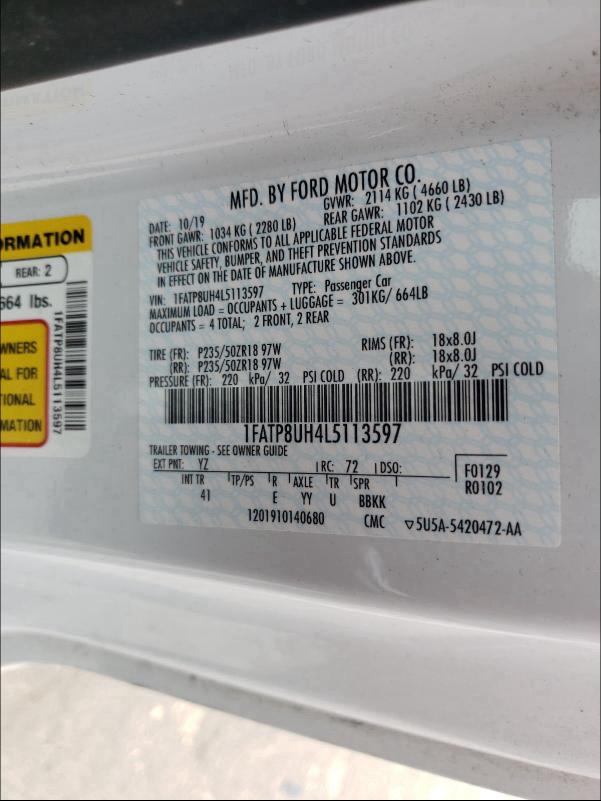 MFD. BY FORD MOTOR CO.
DATE: 10/19 GVWR: 2114 KG ( 4660 LB)
FRONT GAWR: 1034 KG ( 2280 LB) REAR GAWR: 1102 KG ( 2430 LB)
THIS VEHICLE CONFORMS TO ALL APPLICABLE FEDERAL MOTOR
VEHICLE SAFETY, BUMPER, AND THEFT PREVENTION STANDARDS
IN EFFECT ON THE DATE OF MANUFACTURE SHOWN ABOVE.
VIN: 1FATP8UH4L5113597 TYPE: Passenger Car
MAXIMUM LOAD = OCCUPANTS + LUGGAGE = 301KG/ 664LB
OCCUPANTS = 4 TOTAL; 2 FRONT, 2 REAR
TIRE (FR): P235/50ZR18 97W RIMS (FR): 18x8.0J
(RR): P235/50ZR18 97W (RR): 18x8.0J
PRESSURE (FR): 220 kPa/ 32 PSI COLD (RR): 220 kPa/ 32 PSI COLD
1FATP8UH4L5113597
TRAILER TOWING - SEE OWNER GUIDE
EXT PNT: YZ RC: 72 DSO: F0129
INT TR TP/PS R AXLE TR SPR R0102
41 E YY U BBKK
1201910140680 CMC ▽5U5A-5420472-AA
ORMATION
REAR: 2
664 lbs.
WNERS
AL FOR
TIONAL
MATION
1FATP8UH4L5113597